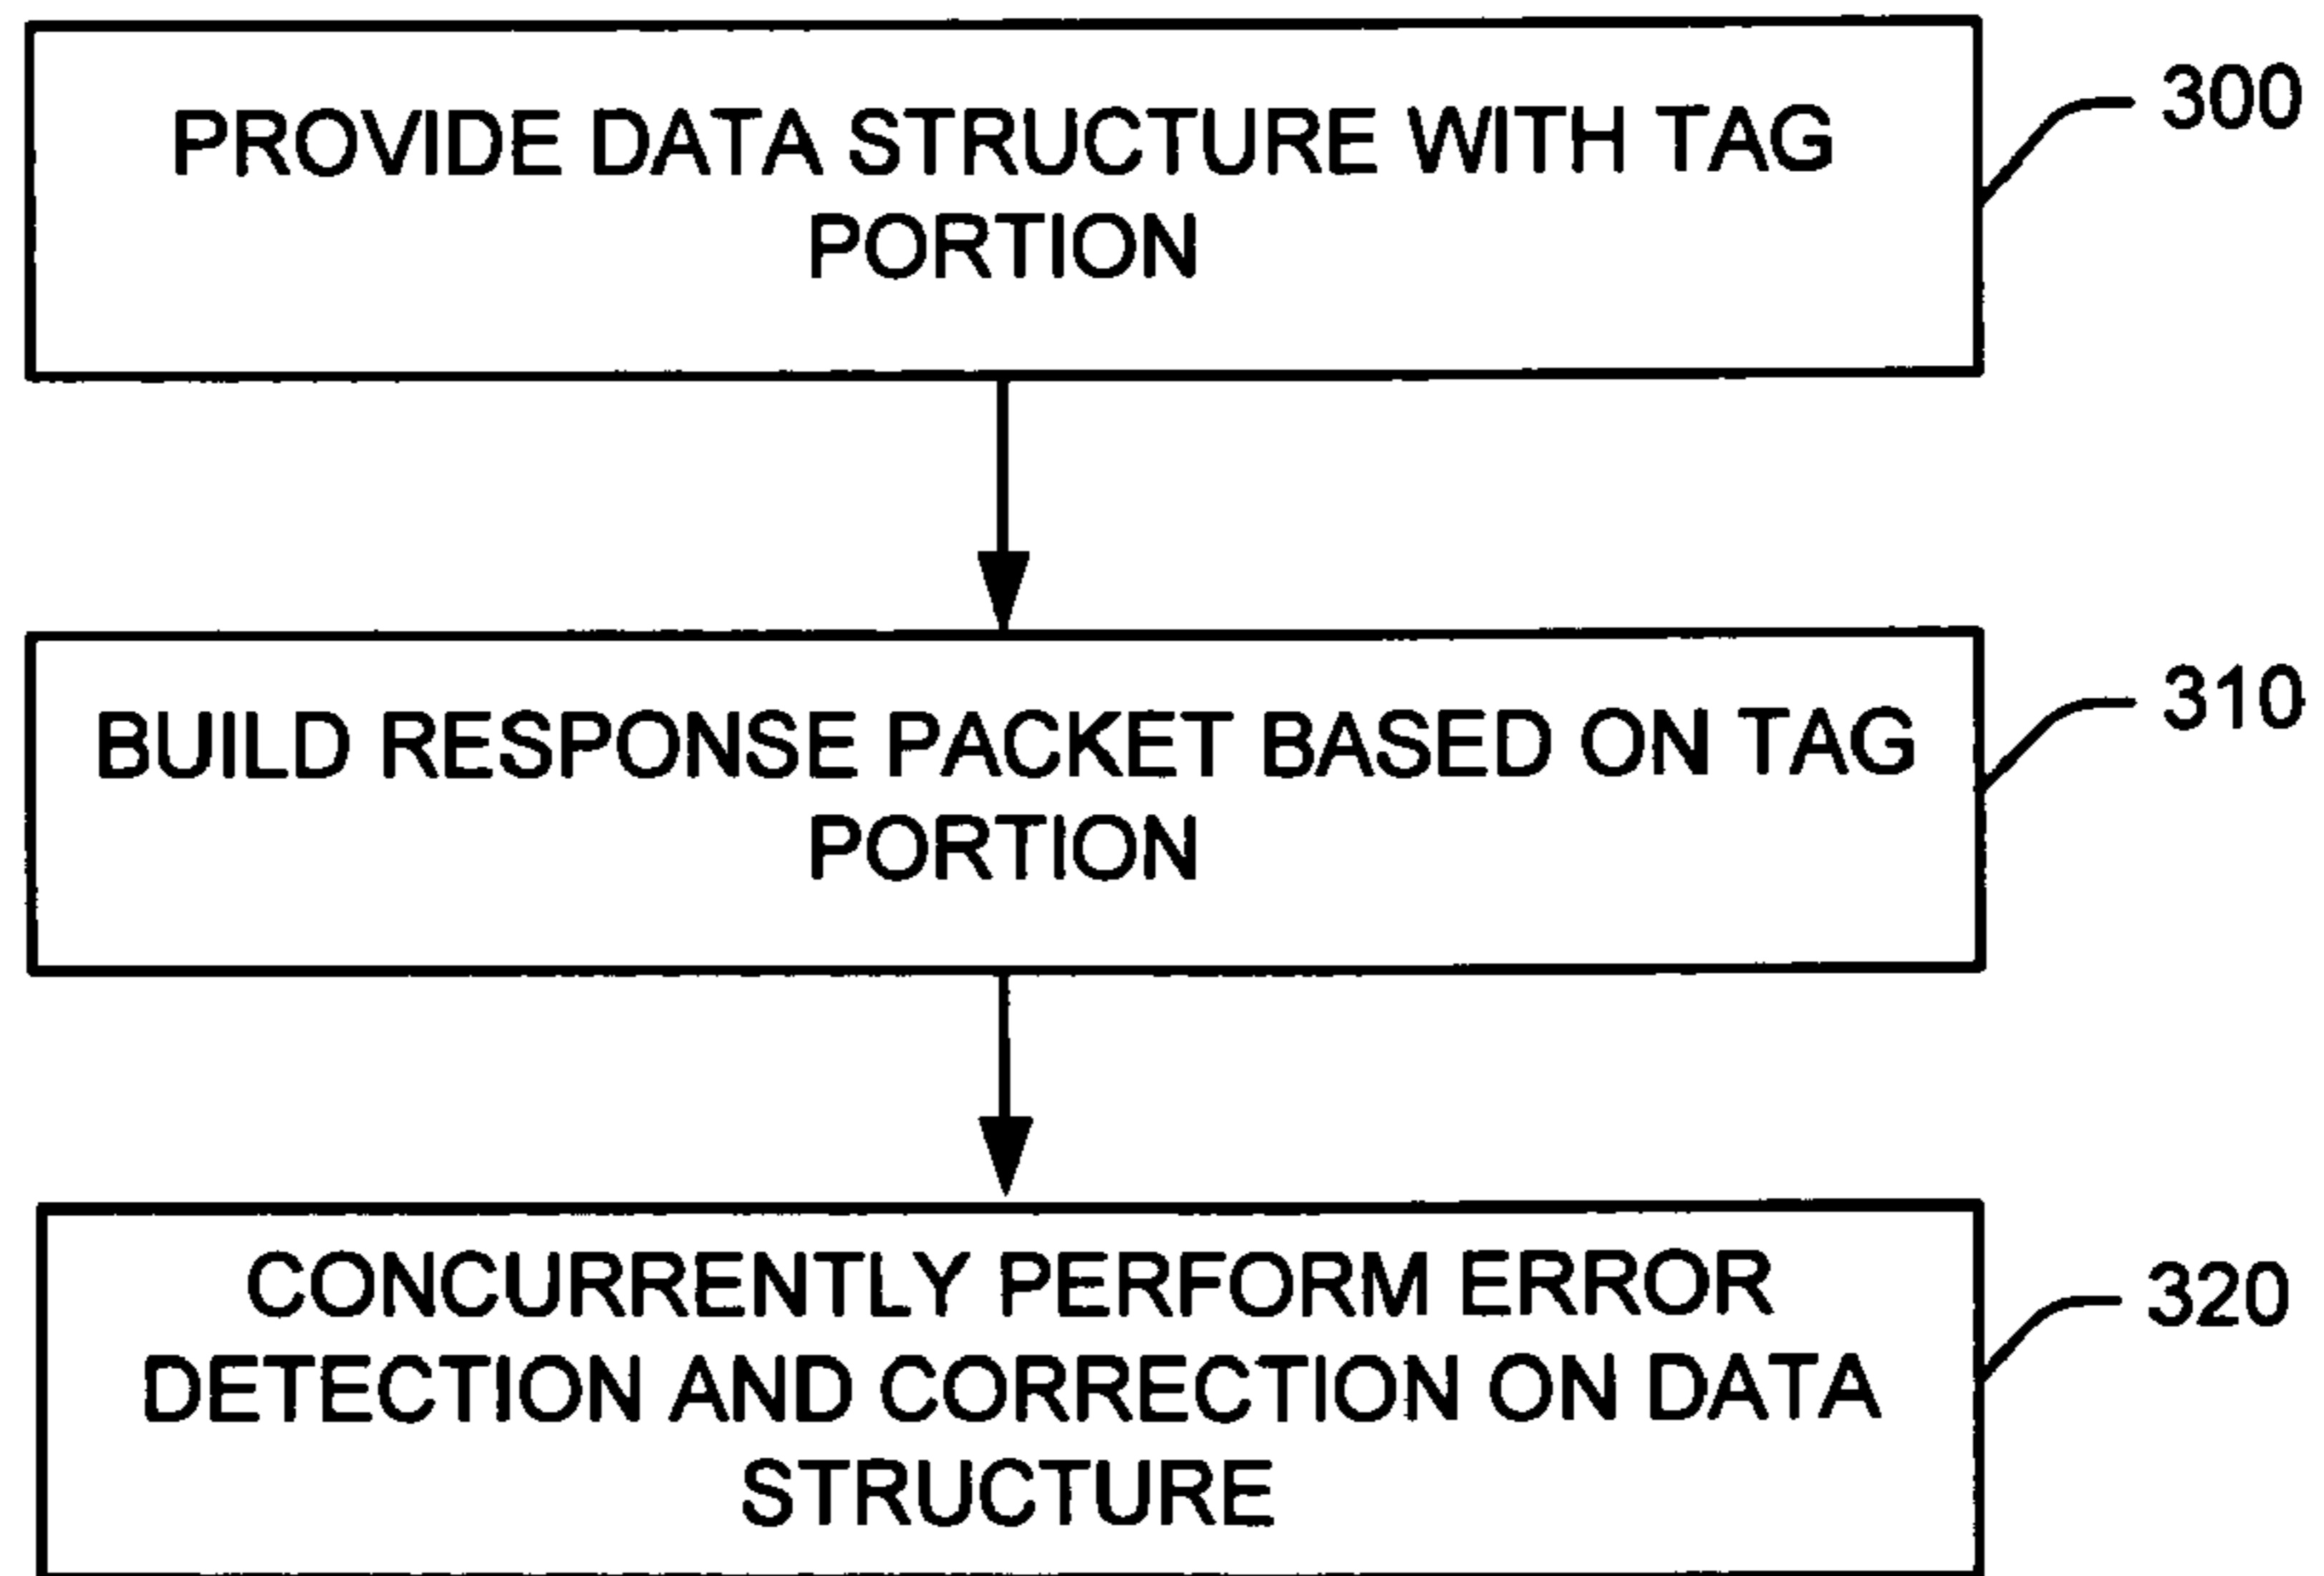 PROVIDE DATA STRUCTURE WITH TAG
PORTION
300
BUILD RESPONSE PACKET BASED ON TAG
PORTION
310
CONCURRENTLY PERFORM ERROR
DETECTION AND CORRECTION ON DATA
STRUCTURE
320